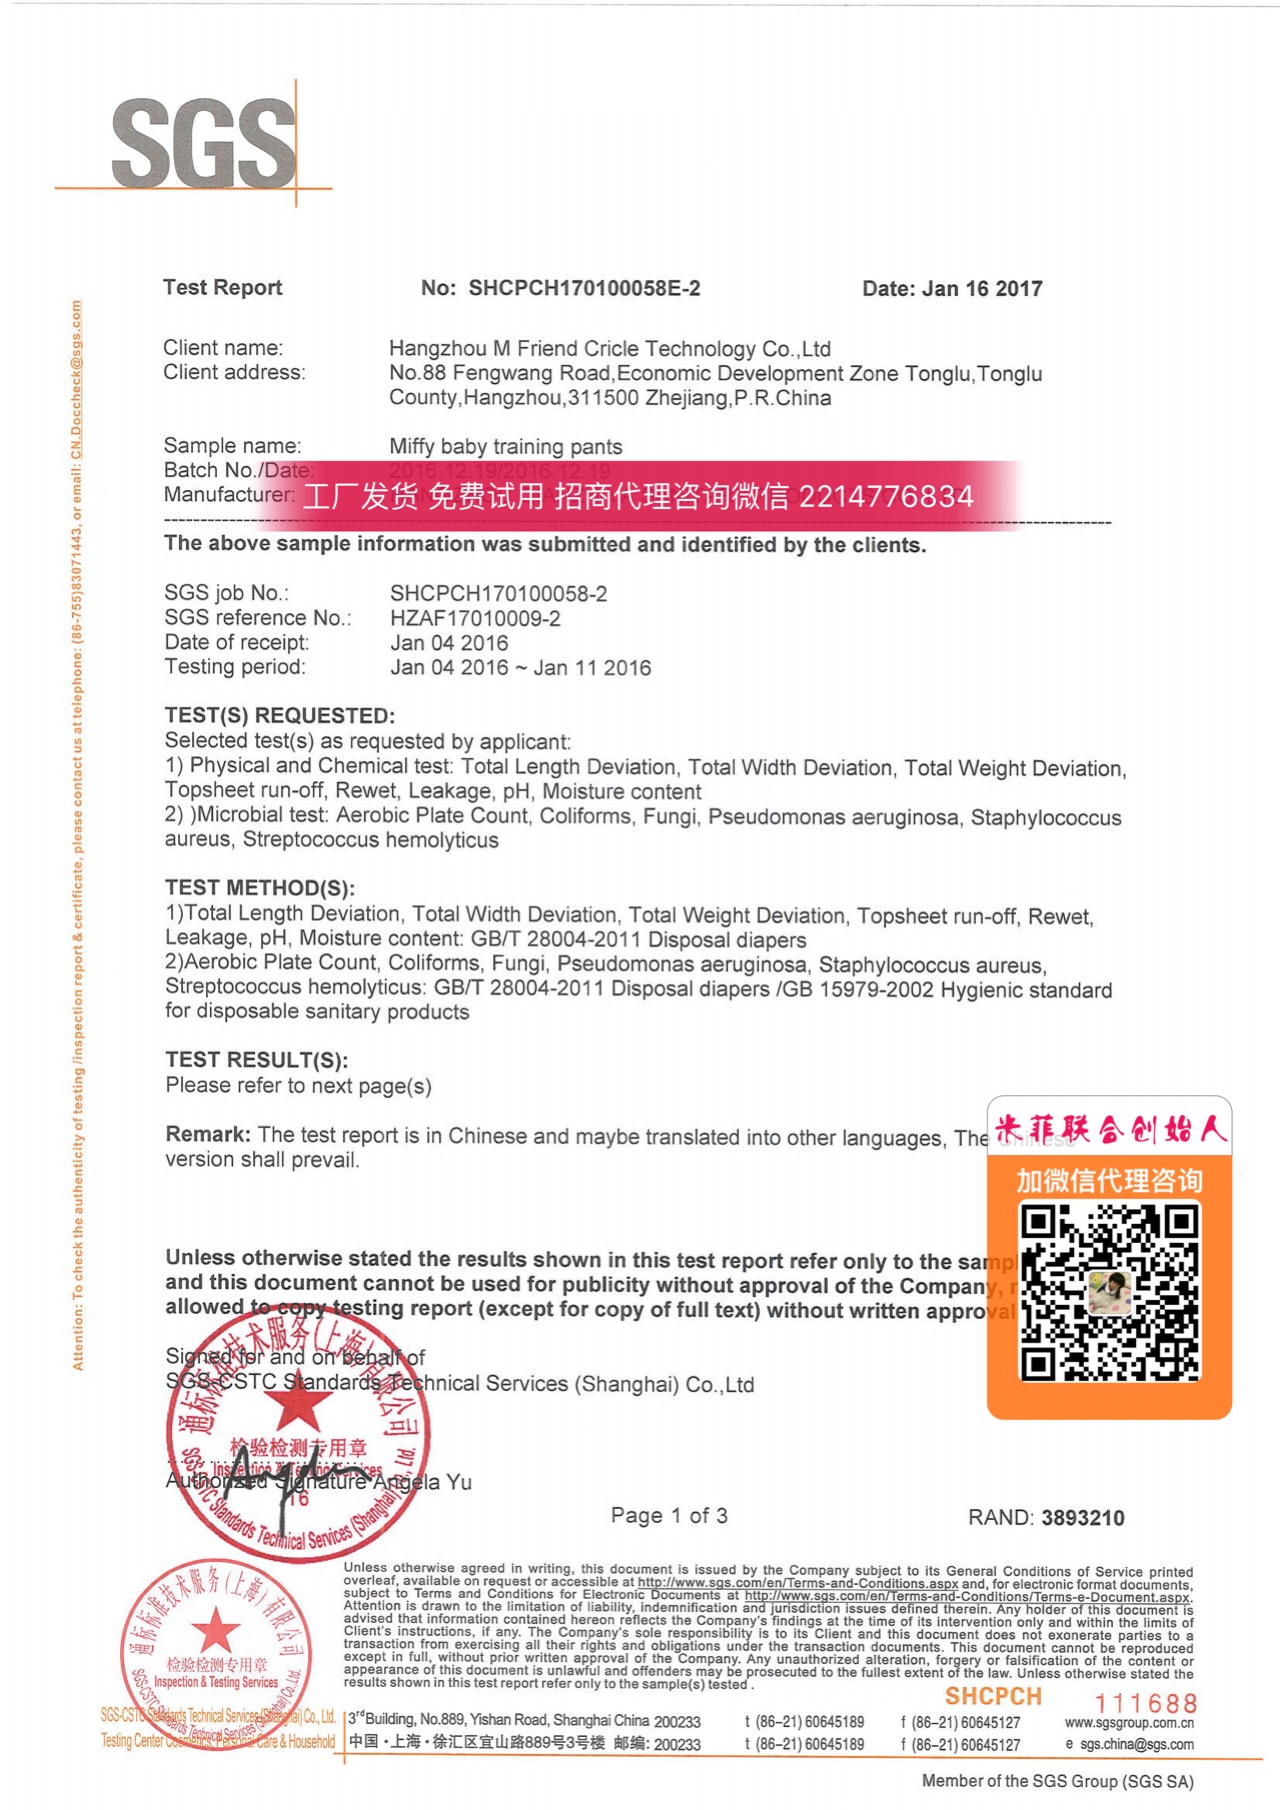 SGS
Test Report No: SHCPCH170100058E-2 Date: Jan 16 2017
Client name: Hangzhou M Friend Cricle Technology Co.,Ltd
Client address: No.88 Fengwang Road,Economic Development Zone Tonglu,Tonglu
County,Hangzhou,311500 Zhejiang,P.R.China
Sample name: Miffy baby training pants
Batch No./Date: 2016.12.19/2016.12.19
Manufacturer:
工厂发货 免费试用 招商代理咨询微信 2214776834
The above sample information was submitted and identified by the clients.
SGS job No.: SHCPCH170100058-2
SGS reference No.: HZAF17010009-2
Date of receipt: Jan 04 2016
Testing period: Jan 04 2016 ~ Jan 11 2016
TEST(S) REQUESTED:
Selected test(s) as requested by applicant:
1) Physical and Chemical test: Total Length Deviation, Total Width Deviation, Total Weight Deviation,
Topsheet run-off, Rewet, Leakage, pH, Moisture content
2) )Microbial test: Aerobic Plate Count, Coliforms, Fungi, Pseudomonas aeruginosa, Staphylococcus
aureus, Streptococcus hemolyticus
TEST METHOD(S):
1)Total Length Deviation, Total Width Deviation, Total Weight Deviation, Topsheet run-off, Rewet,
Leakage, pH, Moisture content: GB/T 28004-2011 Disposal diapers
2)Aerobic Plate Count, Coliforms, Fungi, Pseudomonas aeruginosa, Staphylococcus aureus,
Streptococcus hemolyticus: GB/T 28004-2011 Disposal diapers /GB 15979-2002 Hygienic standard
for disposable sanitary products
TEST RESULT(S):
Please refer to next page(s)
Remark: The test report is in Chinese and maybe translated into other languages, The Chinese
version shall prevail.
米菲联合创始人
加微信代理咨询
Unless otherwise stated the results shown in this test report refer only to the
and this document cannot be used for publicity without approval of the Company,
allowed to copy testing report (except for copy of full text) without written approval
Signed for and on behalf of
SGS-CSTC Standards Technical Services (Shanghai) Co.,Ltd
通标标准技术服务(上海)有限公司
检验检测专用章
Inspection & Testing Services
16
SGS-CSTC Standards Technical Services (Shanghai) Co., Ltd.
Authorized Signature Angela Yu
Page 1 of 3 RAND: 3893210
Attention: To check the authenticity of testing /inspection report & certificate, please contact us at telephone: (86-755)83071443, or email: CN.Doccheck@sgs.com
通标标准技术服务(上海)有限公司
检验检测专用章
Inspection & Testing Services
SGS-CSTC Standards Technical Services (Shanghai) Co.,Ltd.
Unless otherwise agreed in writing, this document is issued by the Company subject to its General Conditions of Service printed
overleaf, available on request or accessible at http://www.sgs.com/en/Terms-and-Conditions.aspx and, for electronic format documents,
subject to Terms and Conditions for Electronic Documents at http://www.sgs.com/en/Terms-and-Conditions/Terms-e-Document.aspx.
Attention is drawn to the limitation of liability, indemnification and jurisdiction issues defined therein. Any holder of this document is
advised that information contained hereon reflects the Company's findings at the time of its intervention only and within the limits of
Client's instructions, if any. The Company's sole responsibility is to its Client and this document does not exonerate parties to a
transaction from exercising all their rights and obligations under the transaction documents. This document cannot be reproduced
except in full, without prior written approval of the Company. Any unauthorized alteration, forgery or falsification of the content or
appearance of this document is unlawful and offenders may be prosecuted to the fullest extent of the law. Unless otherwise stated the
results shown in this test report refer only to the sample(s) tested .
SHCPCH 111688
SGS-CSTC Standards Technical Services (Shanghai) Co., Ltd.
Testing Center Cosmetics, Personal Care & Household
3rdBuilding, No.889, Yishan Road, Shanghai China 200233 t (86-21) 60645189 f (86-21) 60645127 www.sgsgroup.com.cn
中国·上海·徐汇区宜山路889号3号楼 邮编: 200233 t (86-21) 60645189 f (86-21) 60645127 e sgs.china@sgs.com
Member of the SGS Group (SGS SA)